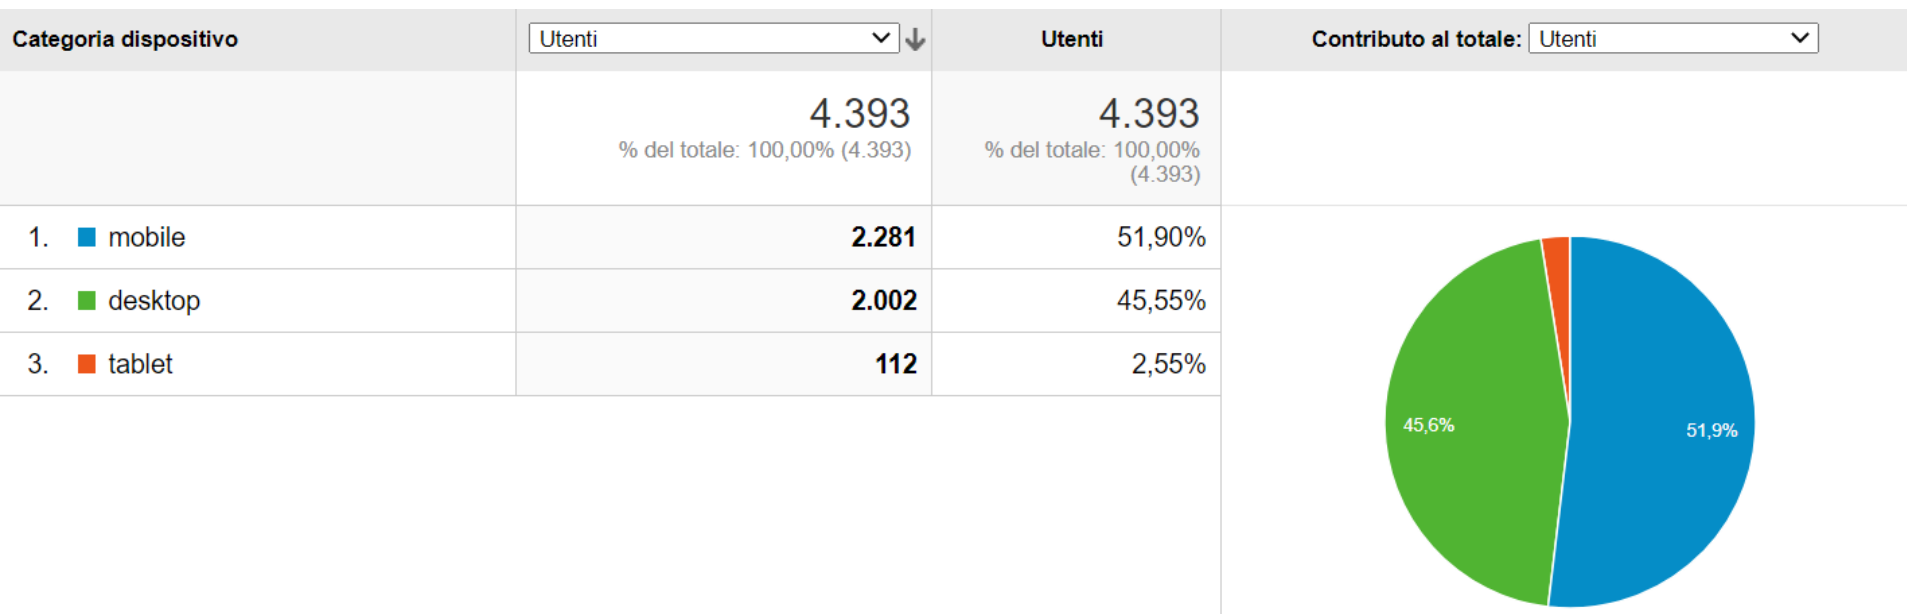 Categoria dispositivo Utenti Utenti Contributo al totale: Utenti
4.393 4.393
% del totale: 100,00% (4.393) % del totale: 100,00%
(4.393)
1. mobile 2.281 51,90%
2. desktop 2.002 45,55%
3. tablet 112 2,55%
45,6% 51,9%